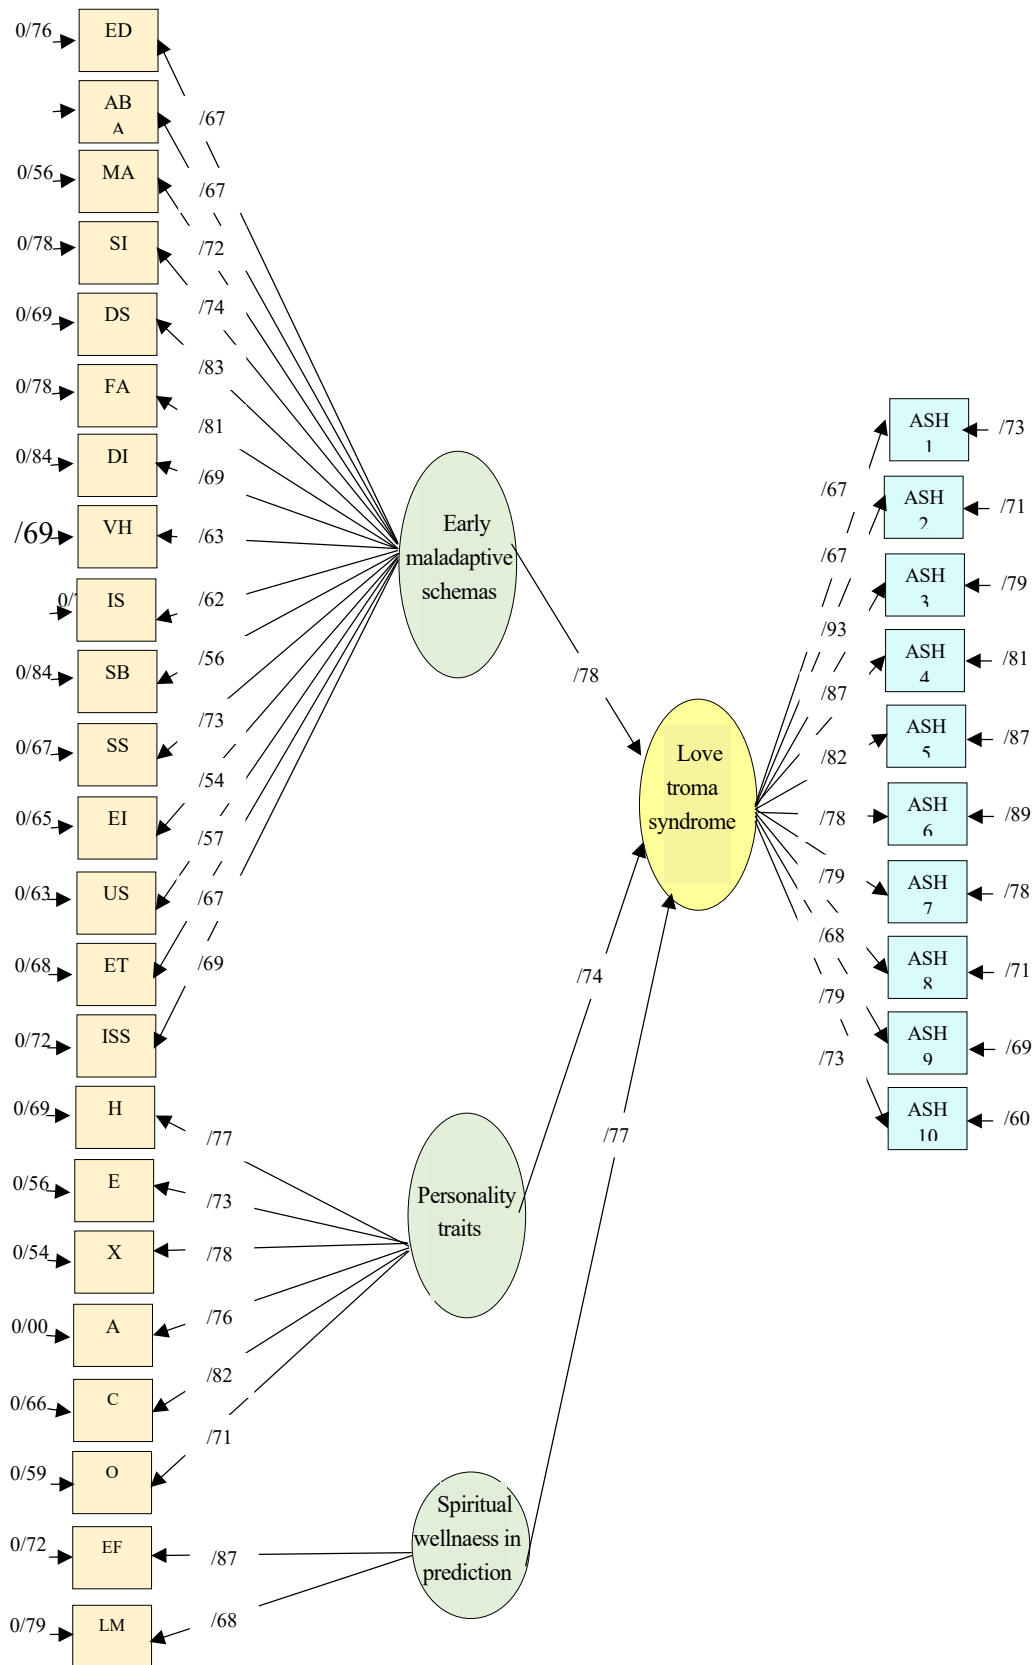 0/76
ED
/67
AB
A
/67
0/56
MA
/72
0/78
SI
/74
0/69
DS
/83
0/78
FA
/81
0/84
DI
/69
/69
VH
/63
0/
IS
/62
0/84
SB
/56
0/67
SS
/73
0/65
EI
/54
0/63
US
/57
0/68
ET
/67
0/72
ISS
/69
0/69
H
/77
0/56
E
/73
0/54
X
/78
0/00
A
/76
0/66
C
/82
0/59
O
/71
0/72
EF
/87
0/79
LM
/68
Early
maladaptive
schemas
Personality
traits
Spiritual
wellnaess in
prediction
/78
/74
/77
Love
troma
syndrome
/67
/67
/93
/87
/82
/78
/79
/68
/79
/73
ASH
1
/73
ASH
2
/71
ASH
3
/79
ASH
4
/81
ASH
5
/87
ASH
6
/89
ASH
7
/78
ASH
8
/71
ASH
9
/69
ASH
10
/60